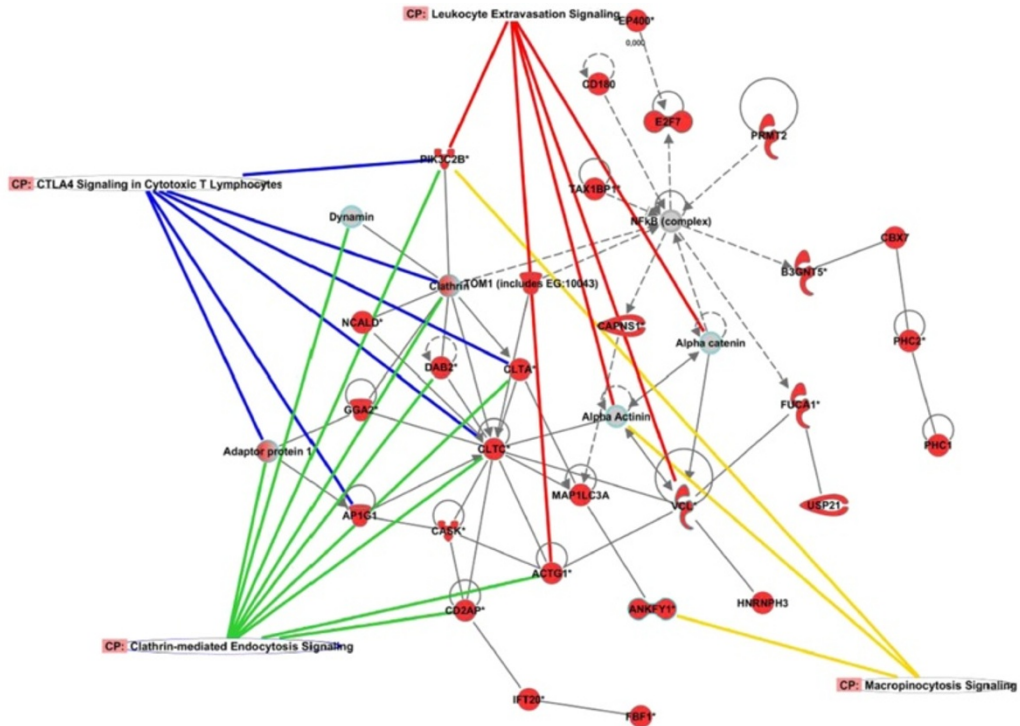 CP: Leukocyte Extravasation Signaling
EP400*
0,000
CD180
E2F7
PRMT2
PIK3C2B*
CP: CTLA4 Signaling in Cytotoxic T Lymphocytes
TAX1BP1*
Dynamin
NFkB (complex)
CBX7
B3GNT5*
Clathrin
TOM1 (includes EG:10043)
NCALD*
CAPNS1*
Alpha catenin
PHC2*
DAB2*
CLTA*
GGA2*
Alpha Actinin
FUCA1*
Adaptor protein 1
CLTC*
PHC1
MAP1LC3A
VCL*
USP21
AP1G1
CASK*
ACTG1*
CD2AP*
ANKFY1*
HNRNPH3
CP: Clathrin-mediated Endocytosis Signaling
CP: Macropinocytosis Signaling
IFT20*
FBF1*